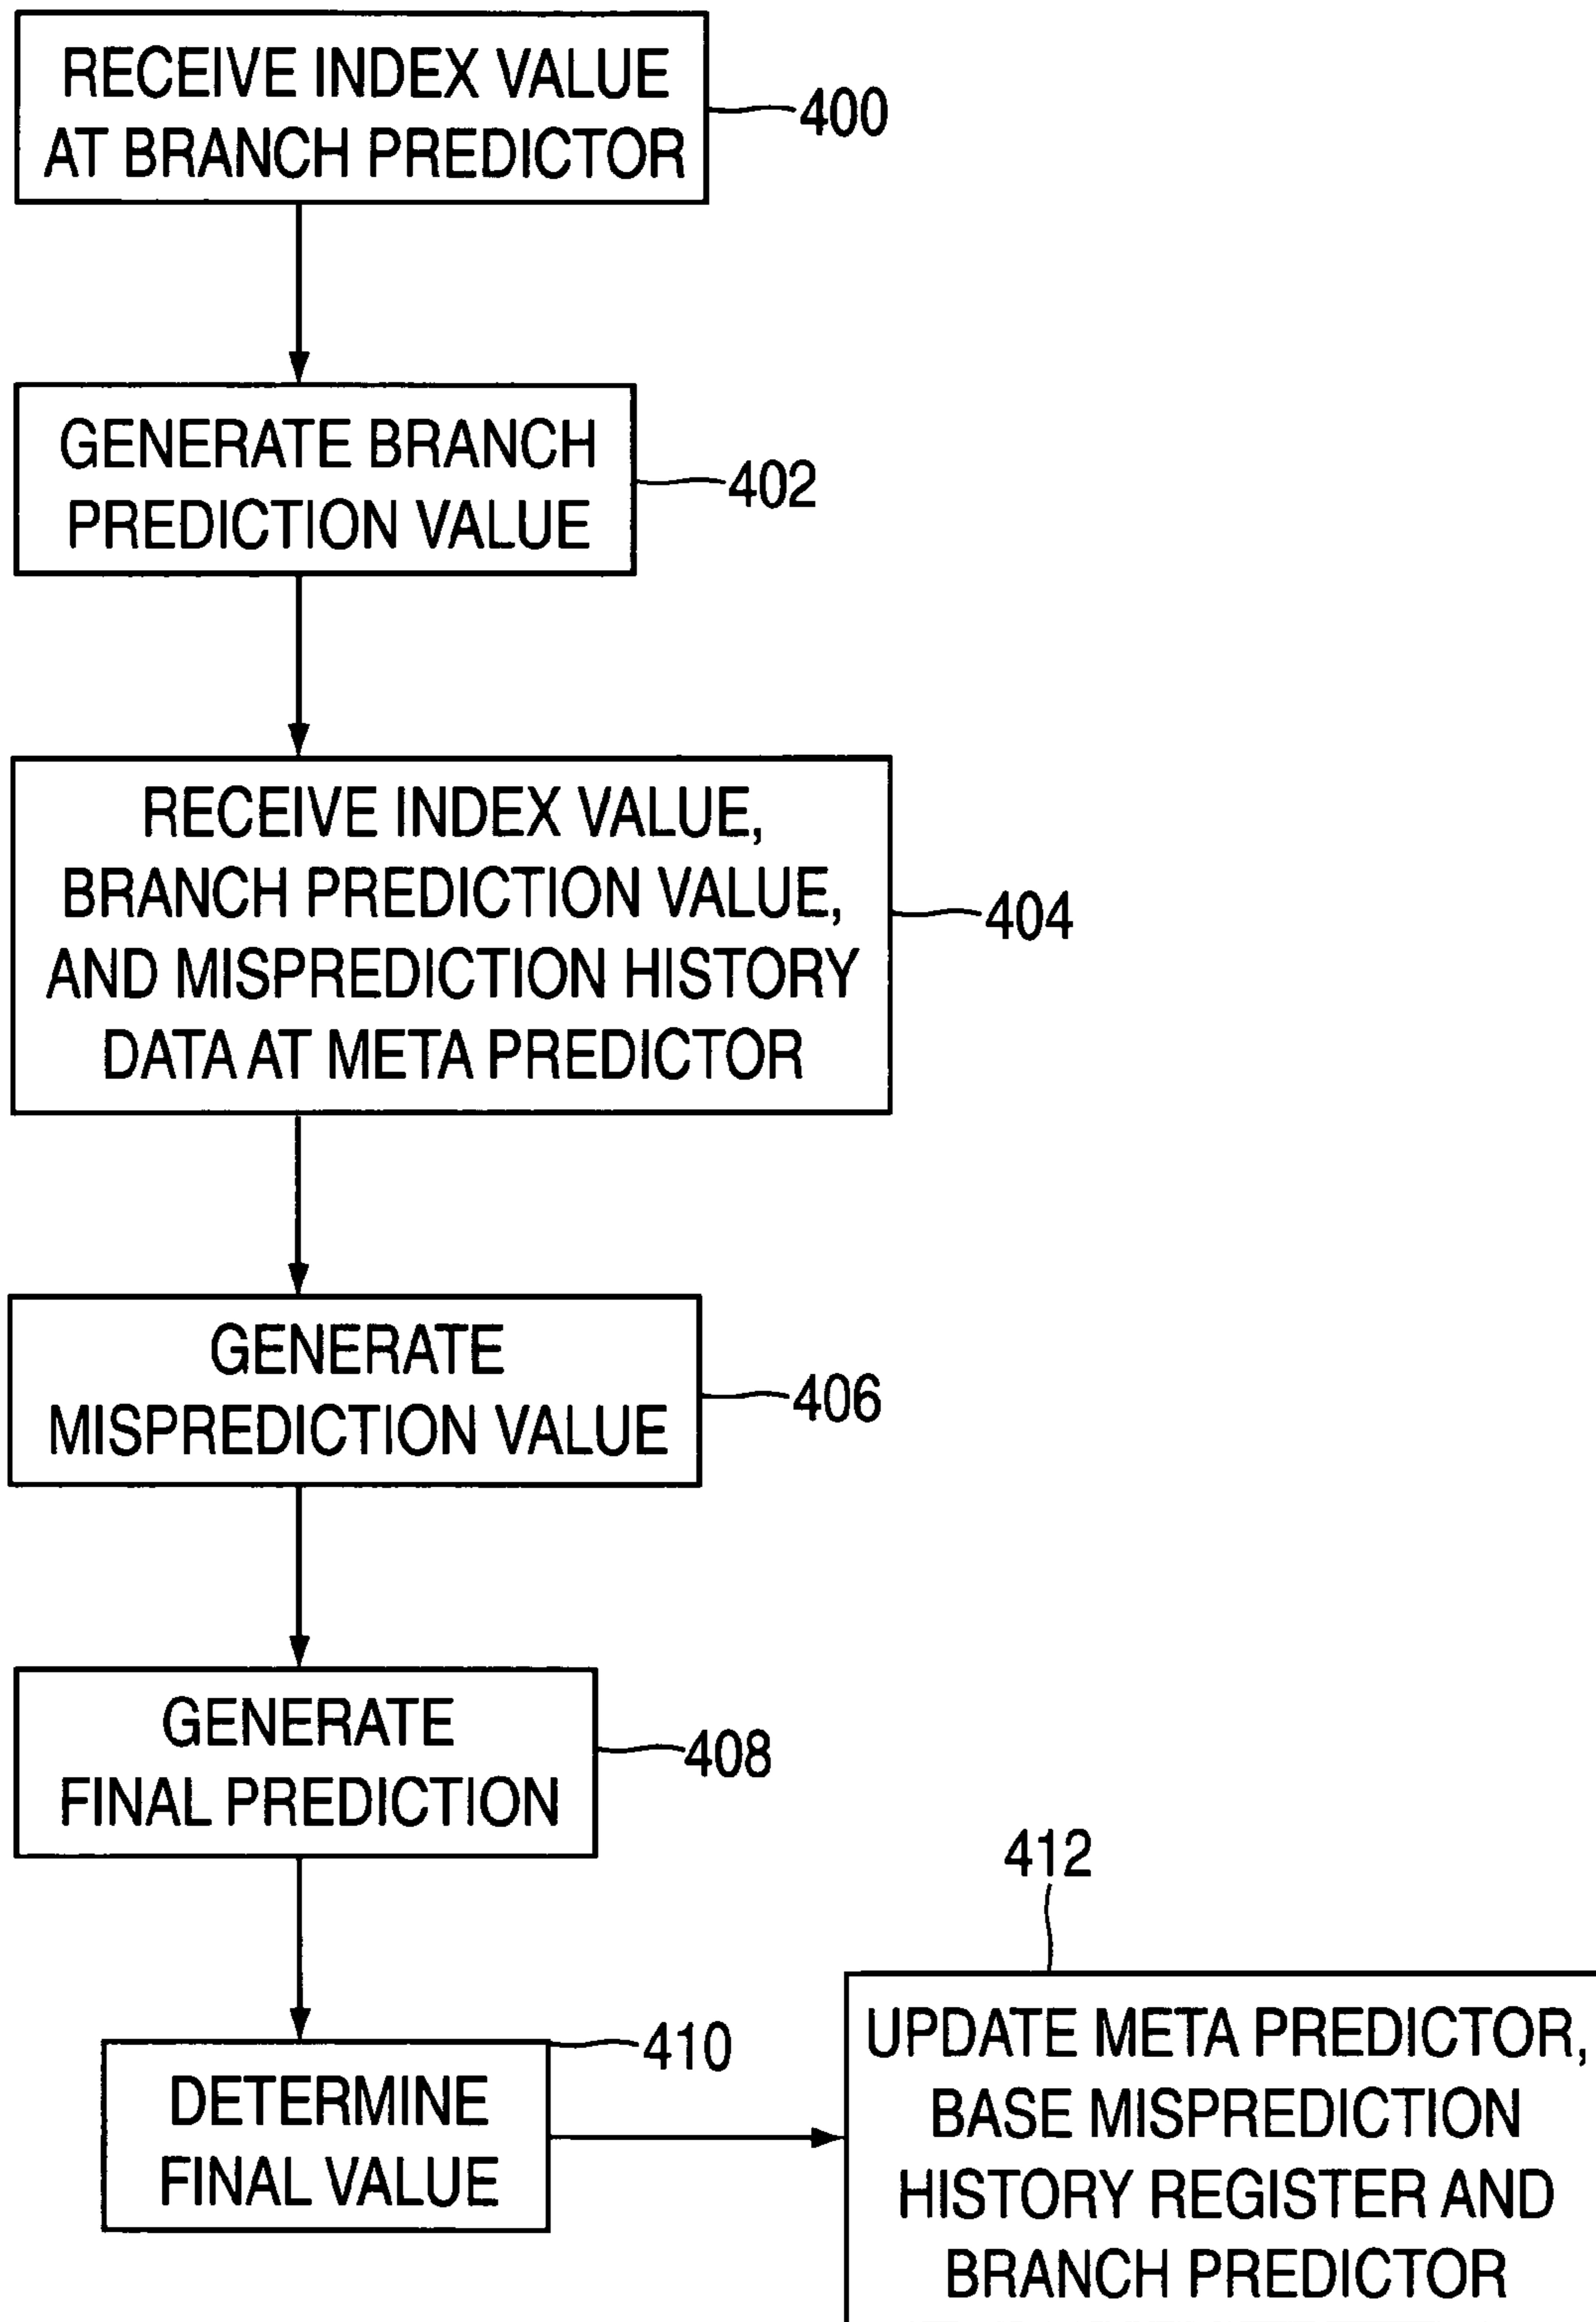 RECEIVE INDEX VALUE
AT BRANCH PREDICTOR
400
GENERATE BRANCH
PREDICTION VALUE
402
RECEIVE INDEX VALUE,
BRANCH PREDICTION VALUE,
AND MISPREDICTION HISTORY
DATA AT META PREDICTOR
404
GENERATE
MISPREDICTION VALUE
406
GENERATE
FINAL PREDICTION
408
DETERMINE
FINAL VALUE
410
412
UPDATE META PREDICTOR,
BASE MISPREDICTION
HISTORY REGISTER AND
BRANCH PREDICTOR